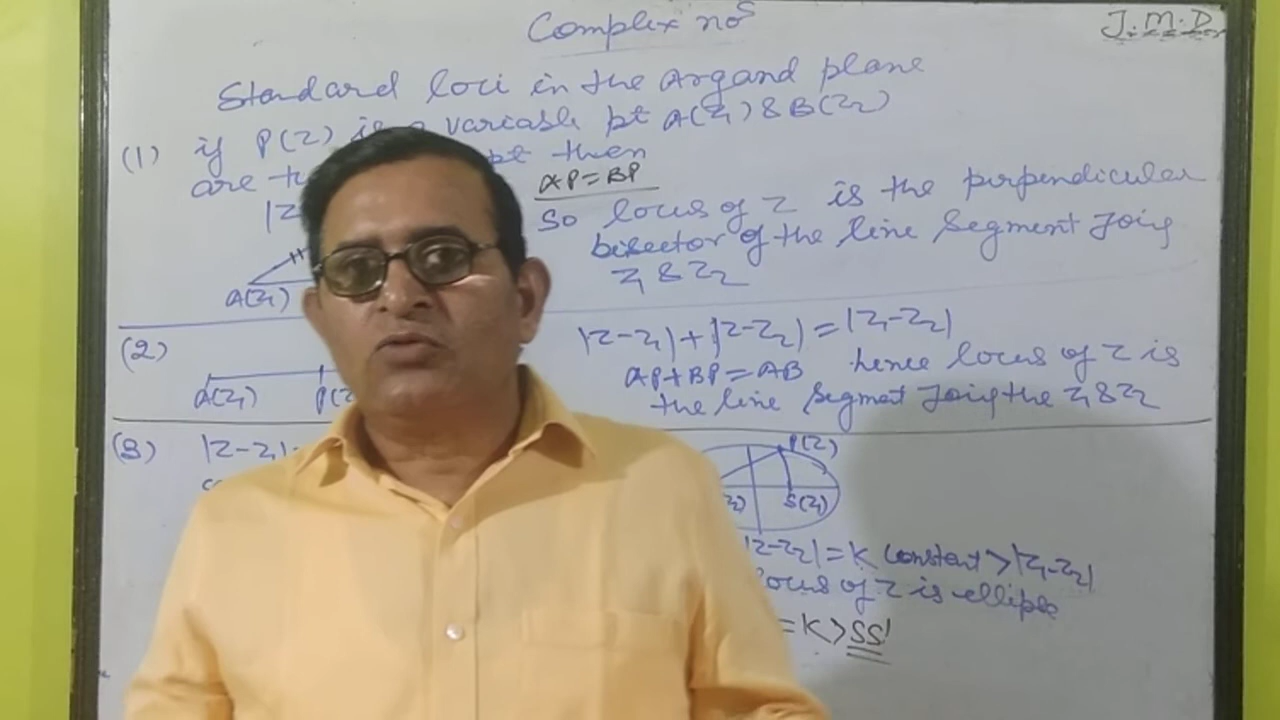 Complex noS
J.M.D
Standard loci in the Argand plane
(1) if P(z) is a variable pt A(z1) & B(z2)
are pt then
AP=BP
|z
So locus of z is the perpendicular
bisector of the line segment Joing
z1 & z2
A(z1)
(2) |z-z1|+|z-z2|=|z1-z2|
AP+BP=AB hence locus of z is
the line segment Joing the z1 & z2
A(z1) P(z
(3) |z-z1|
P(z)
S(z1)
|z-z2|=K constant>|z1-z2|
locus of z is ellipse
=K>SS'